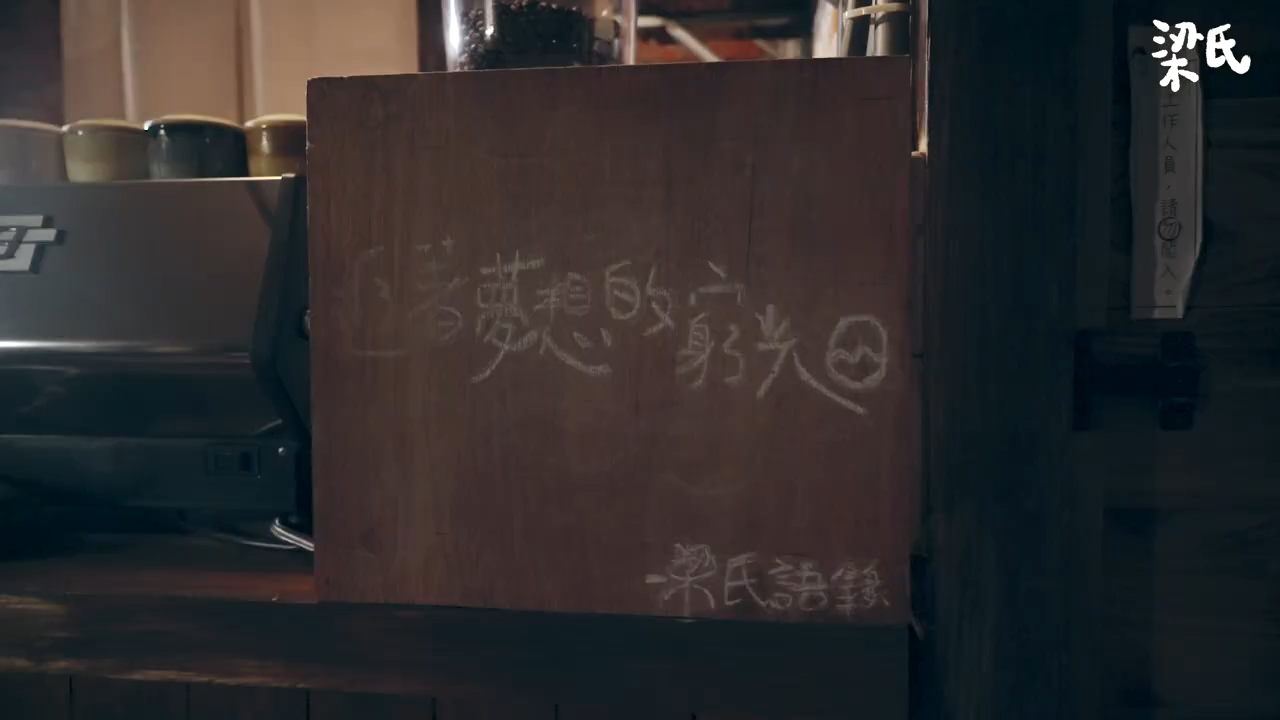 梁氏
工作人員，請勿進入。
追著夢想的窮光
梁氏語錄